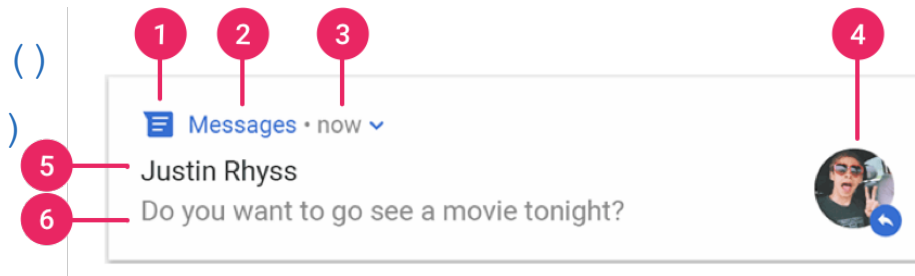 1 2 3 4
()
Messages • now
)
5 Justin Rhyss
6 Do you want to go see a movie tonight?